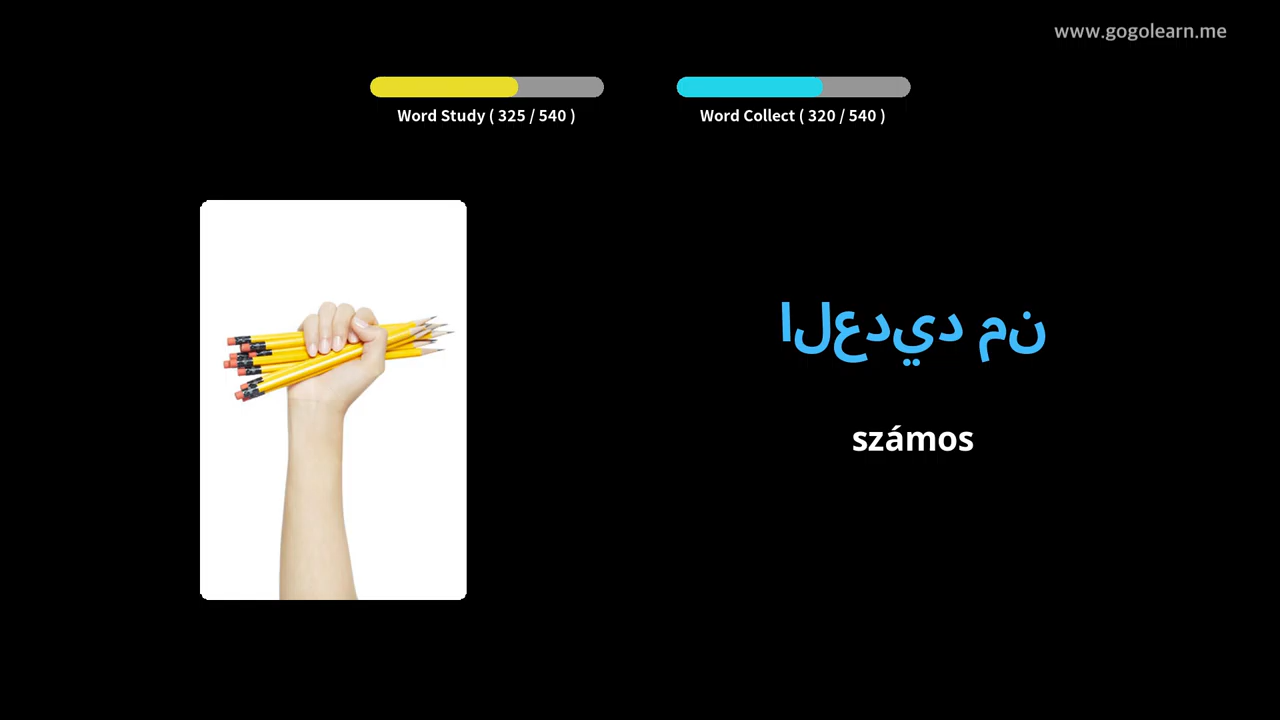 www.gogolearn.me
Word Study ( 325 / 540 )
Word Collect ( 320 / 540 )
العديد من
számos